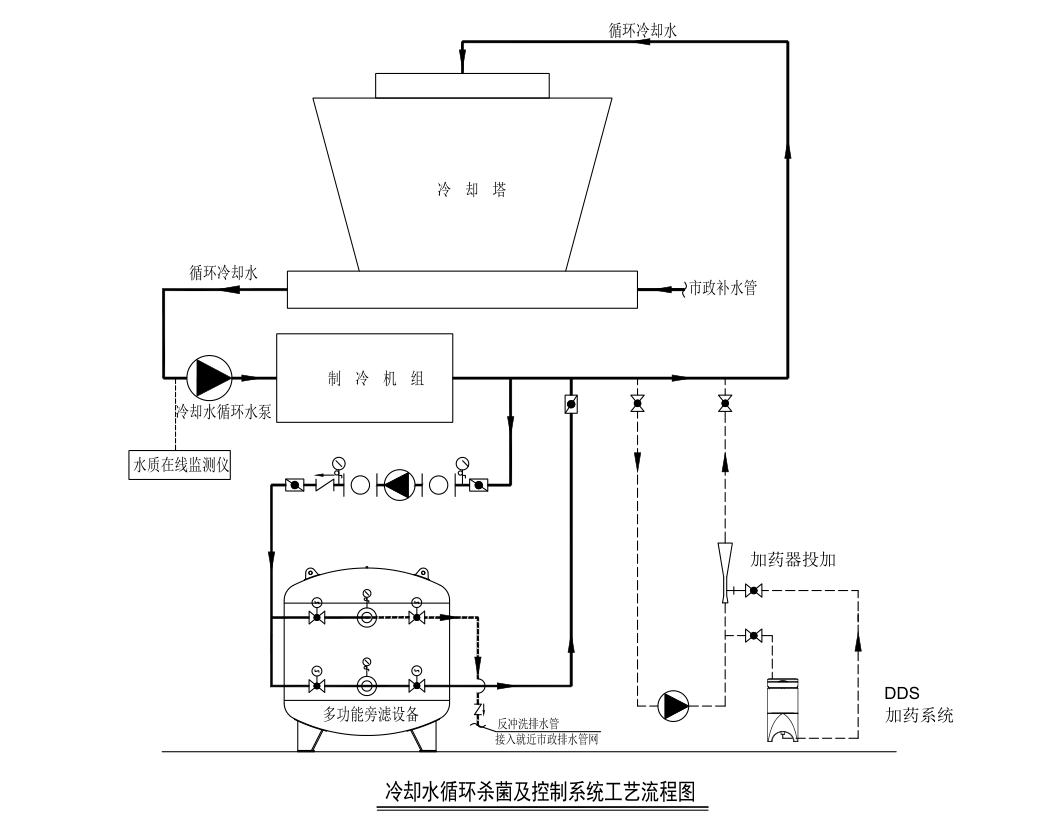 循环冷却水
冷却塔
循环冷却水
市政补水管
制冷机组
冷却水循环水泵
水质在线监测仪
加药器投加
DDS
加药系统
多功能旁滤设备
反冲洗排水管
接入就近市政排水管网
冷却水循环杀菌及控制系统工艺流程图